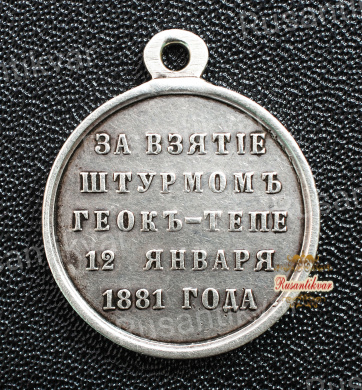 ЗА ВЗЯТІЕ
ШТУРМОМЪ
ГЕОКЪ-ТЕПЕ
12 ЯНВАРЯ
1881 ГОДА
Rusantikvar